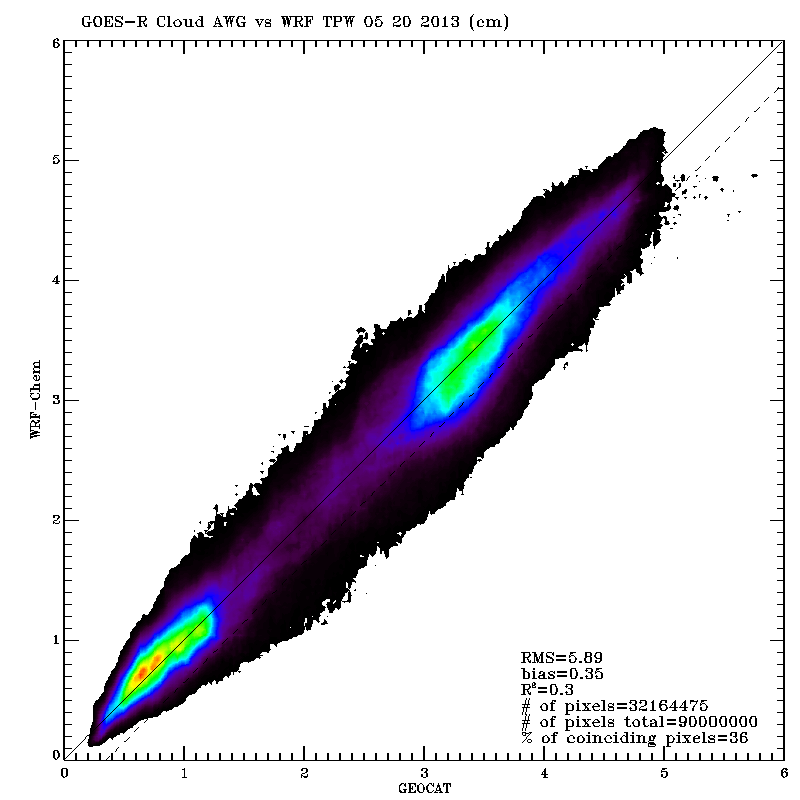 GOES-R Cloud AWG vs WRF TPW 05 20 2013 (cm)
6
5
4
3
2
1
0
WRF-Chem
RMS=5.89
bias=0.35
R²=0.3
# of pixels=32164475
# of pixels total=90000000
% of coinciding pixels=36
0 1 2 3 4 5 6
GEOCAT